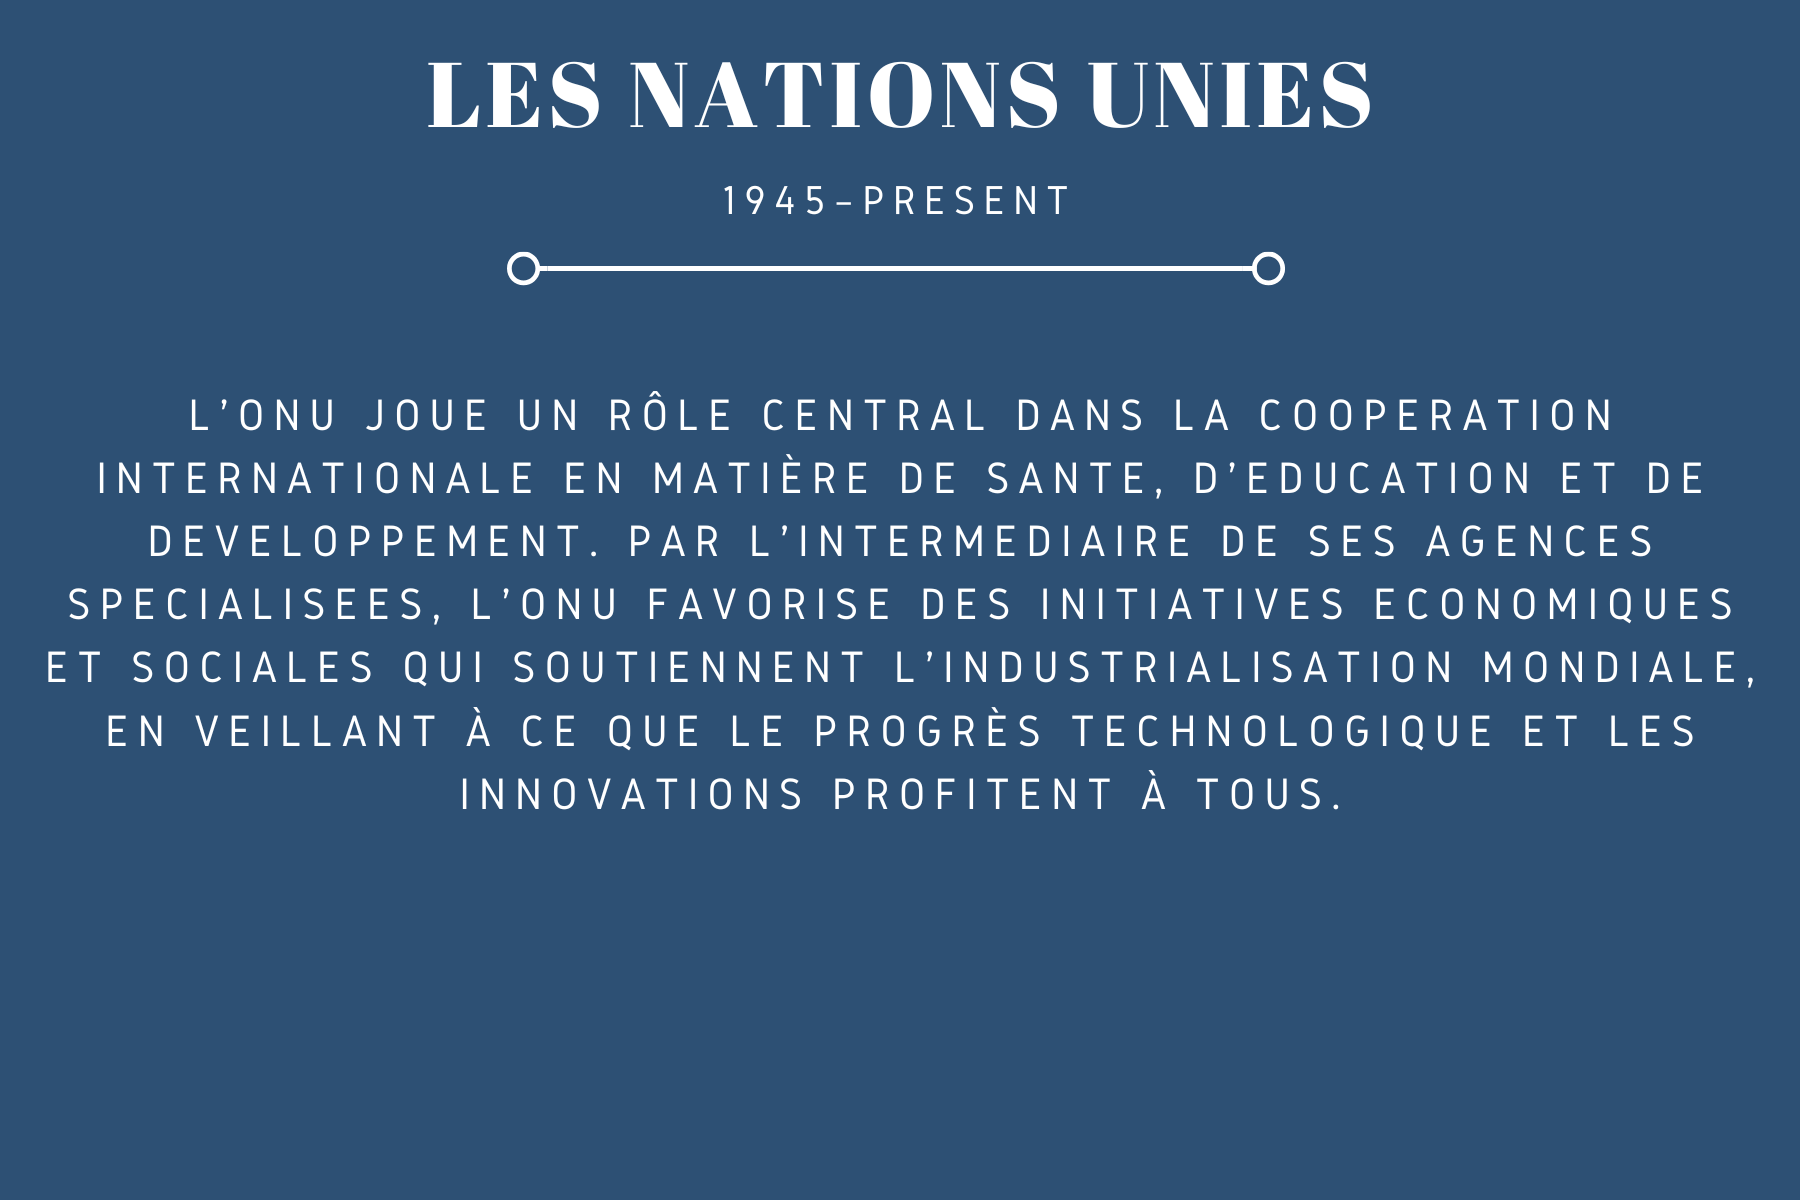 LES NATIONS UNIES
1945-PRESENT
L’ONU JOUE UN RÔLE CENTRAL DANS LA COOPERATION
INTERNATIONALE EN MATIÈRE DE SANTE, D’EDUCATION ET DE
DEVELOPPEMENT. PAR L’INTERMEDIAIRE DE SES AGENCES
SPECIALISEES, L’ONU FAVORISE DES INITIATIVES ECONOMIQUES
ET SOCIALES QUI SOUTIENNENT L’INDUSTRIALISATION MONDIALE,
EN VEILLANT À CE QUE LE PROGRÈS TECHNOLOGIQUE ET LES
INNOVATIONS PROFITENT À TOUS.